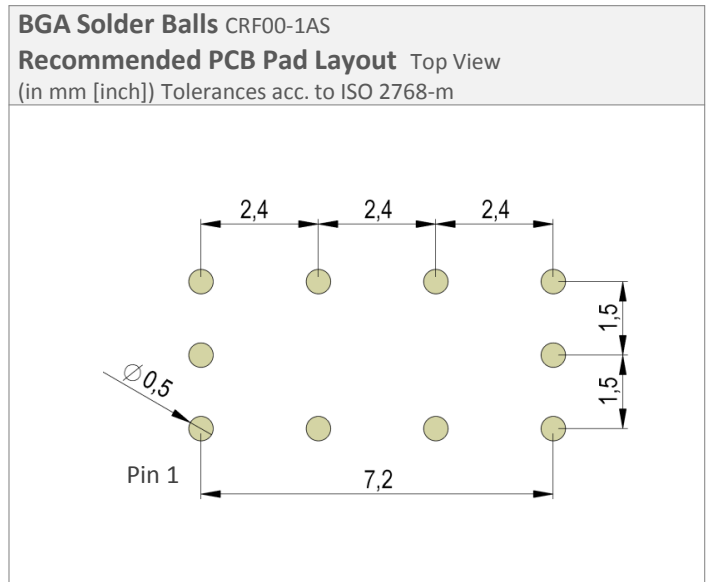 BGA Solder Balls CRF00-1AS
Recommended PCB Pad Layout Top View
(in mm [inch]) Tolerances acc. to ISO 2768-m
2,4 2,4 2,4
1,5
1,5
∅ 0,5
Pin 1
7,2